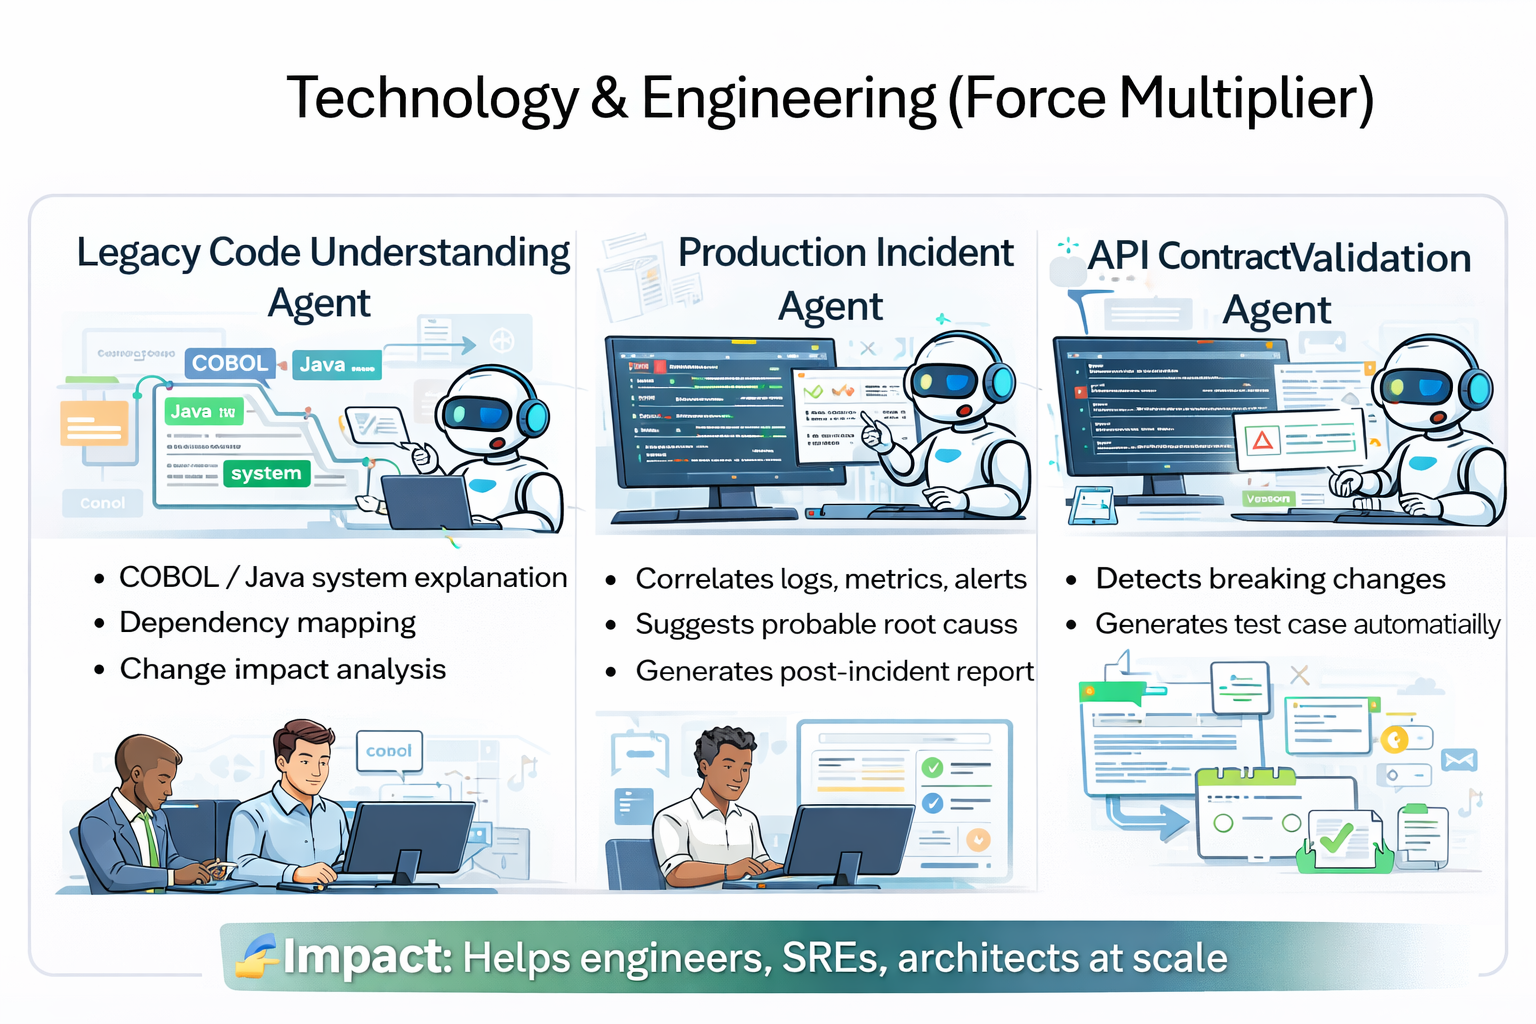 Technology & Engineering (Force Multiplier)
Legacy Code Understanding
Agent
COBOL
Java
Java
system
Conol
• COBOL / Java system explanation
• Dependency mapping
• Change impact analysis
conol
Production Incident
Agent
• Correlates logs, metrics, alerts
• Suggests probable root causs
• Generates post-incident report
API ContractValidation
Agent
• Detects breaking changes
• Generates test case automatiailly
Impact: Helps engineers, SREs, architects at scale